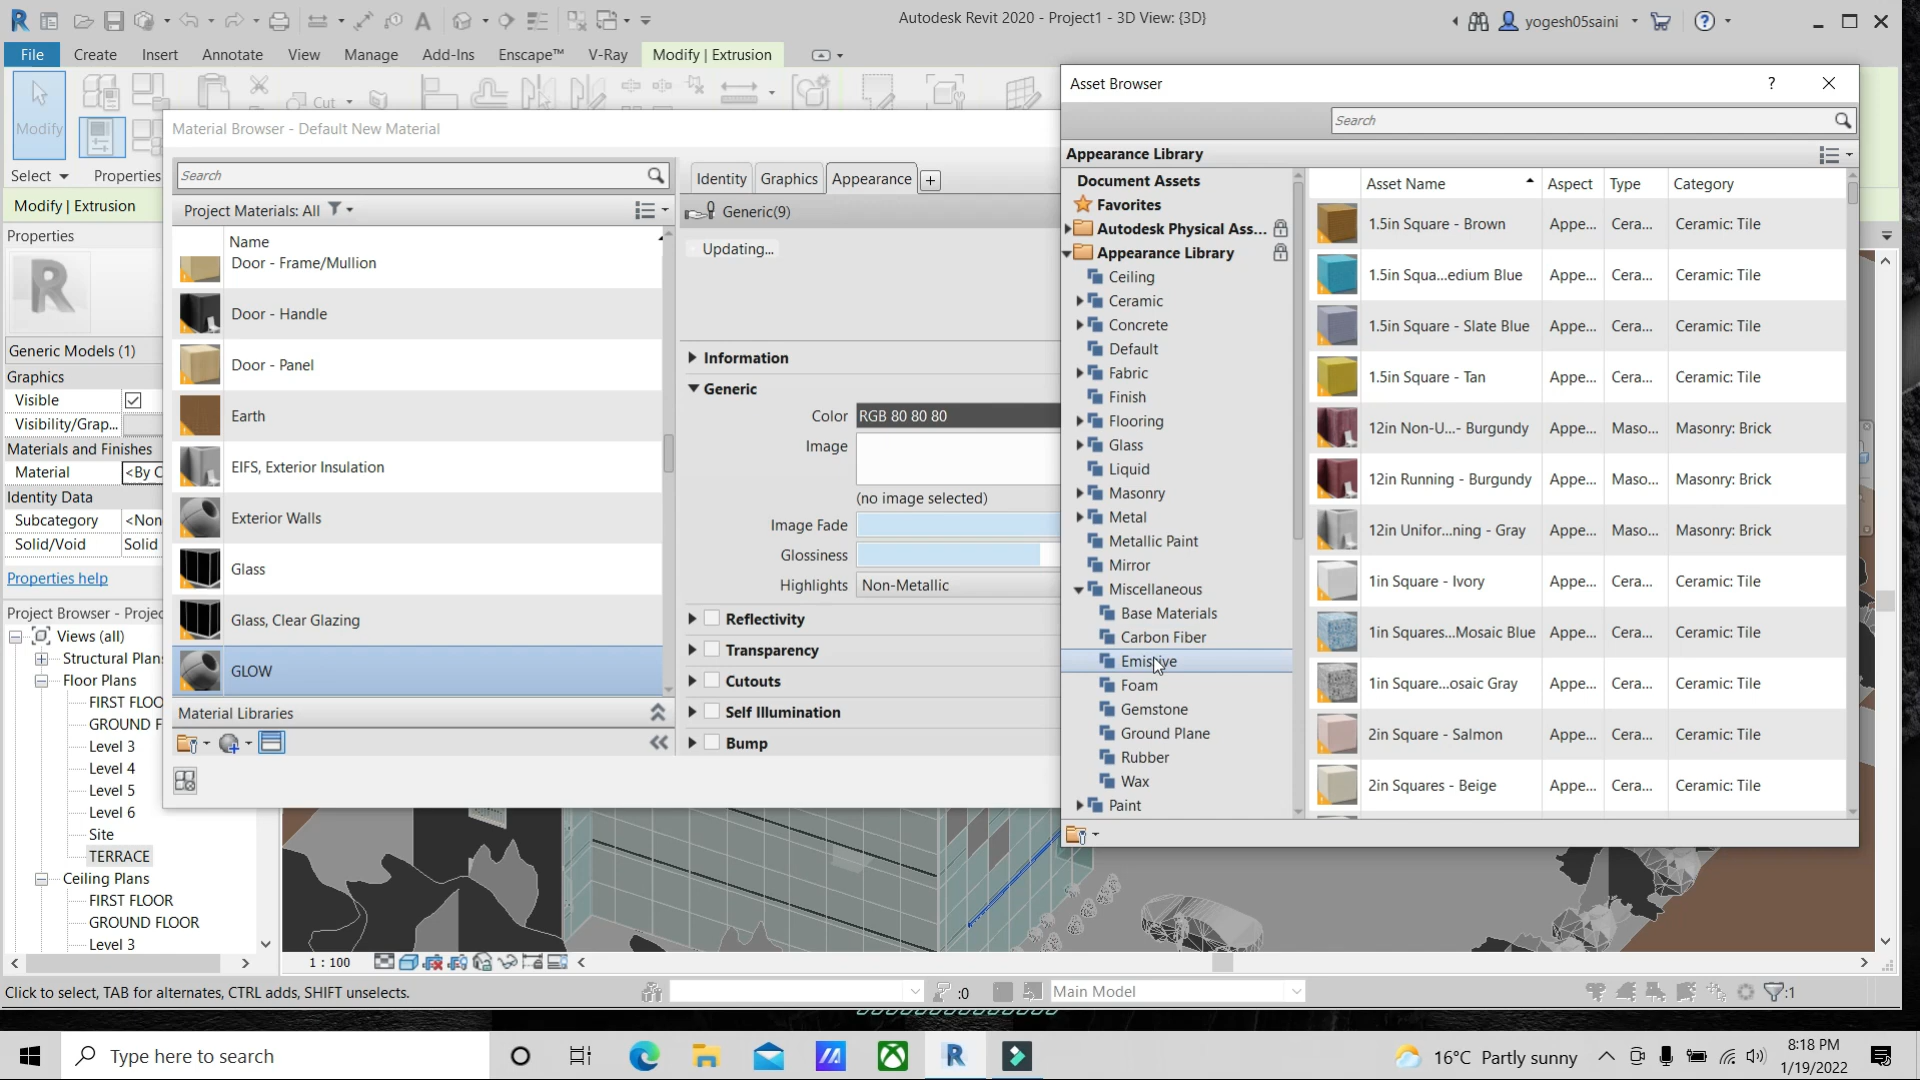 Autodesk Revit 2020 - Project1 - 3D View: {3D}
yogesh05saini
File Create Insert Annotate View Manage Add-Ins Enscape™ V-Ray Modify | Extrusion
Modify
Cut
Select
Properties
Modify | Extrusion
Properties
Generic Models (1)
Graphics
Visible
Visibility/Grap...
Materials and Finishes
Material <By C
Identity Data
Subcategory <Non
Solid/Void Solid
Properties help
Project Browser - Projec
Views (all)
Structural Plans
Floor Plans
FIRST FLOO
GROUND F
Level 3
Level 4
Level 5
Level 6
Site
TERRACE
Ceiling Plans
FIRST FLOOR
GROUND FLOOR
Level 3
Material Browser - Default New Material
Search
Project Materials: All
Name
Door - Frame/Mullion
Door - Handle
Door - Panel
Earth
EIFS, Exterior Insulation
Exterior Walls
Glass
Glass, Clear Glazing
GLOW
Material Libraries
Identity Graphics Appearance +
Generic(9)
Updating...
Information
Generic
Color RGB 80 80 80
Image
(no image selected)
Image Fade
Glossiness
Highlights Non-Metallic
Reflectivity
Transparency
Cutouts
Self Illumination
Bump
Asset Browser
Search
Appearance Library
Document Assets
Favorites
Autodesk Physical Ass...
Appearance Library
Ceiling
Ceramic
Concrete
Default
Fabric
Finish
Flooring
Glass
Liquid
Masonry
Metal
Metallic Paint
Mirror
Miscellaneous
Base Materials
Carbon Fiber
Emissive
Foam
Gemstone
Ground Plane
Rubber
Wax
Paint
Asset Name Aspect Type Category
1.5in Square - Brown Appe... Cera... Ceramic: Tile
1.5in Squa...edium Blue Appe... Cera... Ceramic: Tile
1.5in Square - Slate Blue Appe... Cera... Ceramic: Tile
1.5in Square - Tan Appe... Cera... Ceramic: Tile
12in Non-U...- Burgundy Appe... Maso... Masonry: Brick
12in Running - Burgundy Appe... Maso... Masonry: Brick
12in Unifor...ning - Gray Appe... Maso... Masonry: Brick
1in Square - Ivory Appe... Cera... Ceramic: Tile
1in Squares...Mosaic Blue Appe... Cera... Ceramic: Tile
1in Square...osaic Gray Appe... Cera... Ceramic: Tile
2in Square - Salmon Appe... Cera... Ceramic: Tile
2in Squares - Beige Appe... Cera... Ceramic: Tile
1 : 100
Click to select, TAB for alternates, CTRL adds, SHIFT unselects.
:0
Main Model
:1
Type here to search
16°C Partly sunny
8:18 PM
1/19/2022